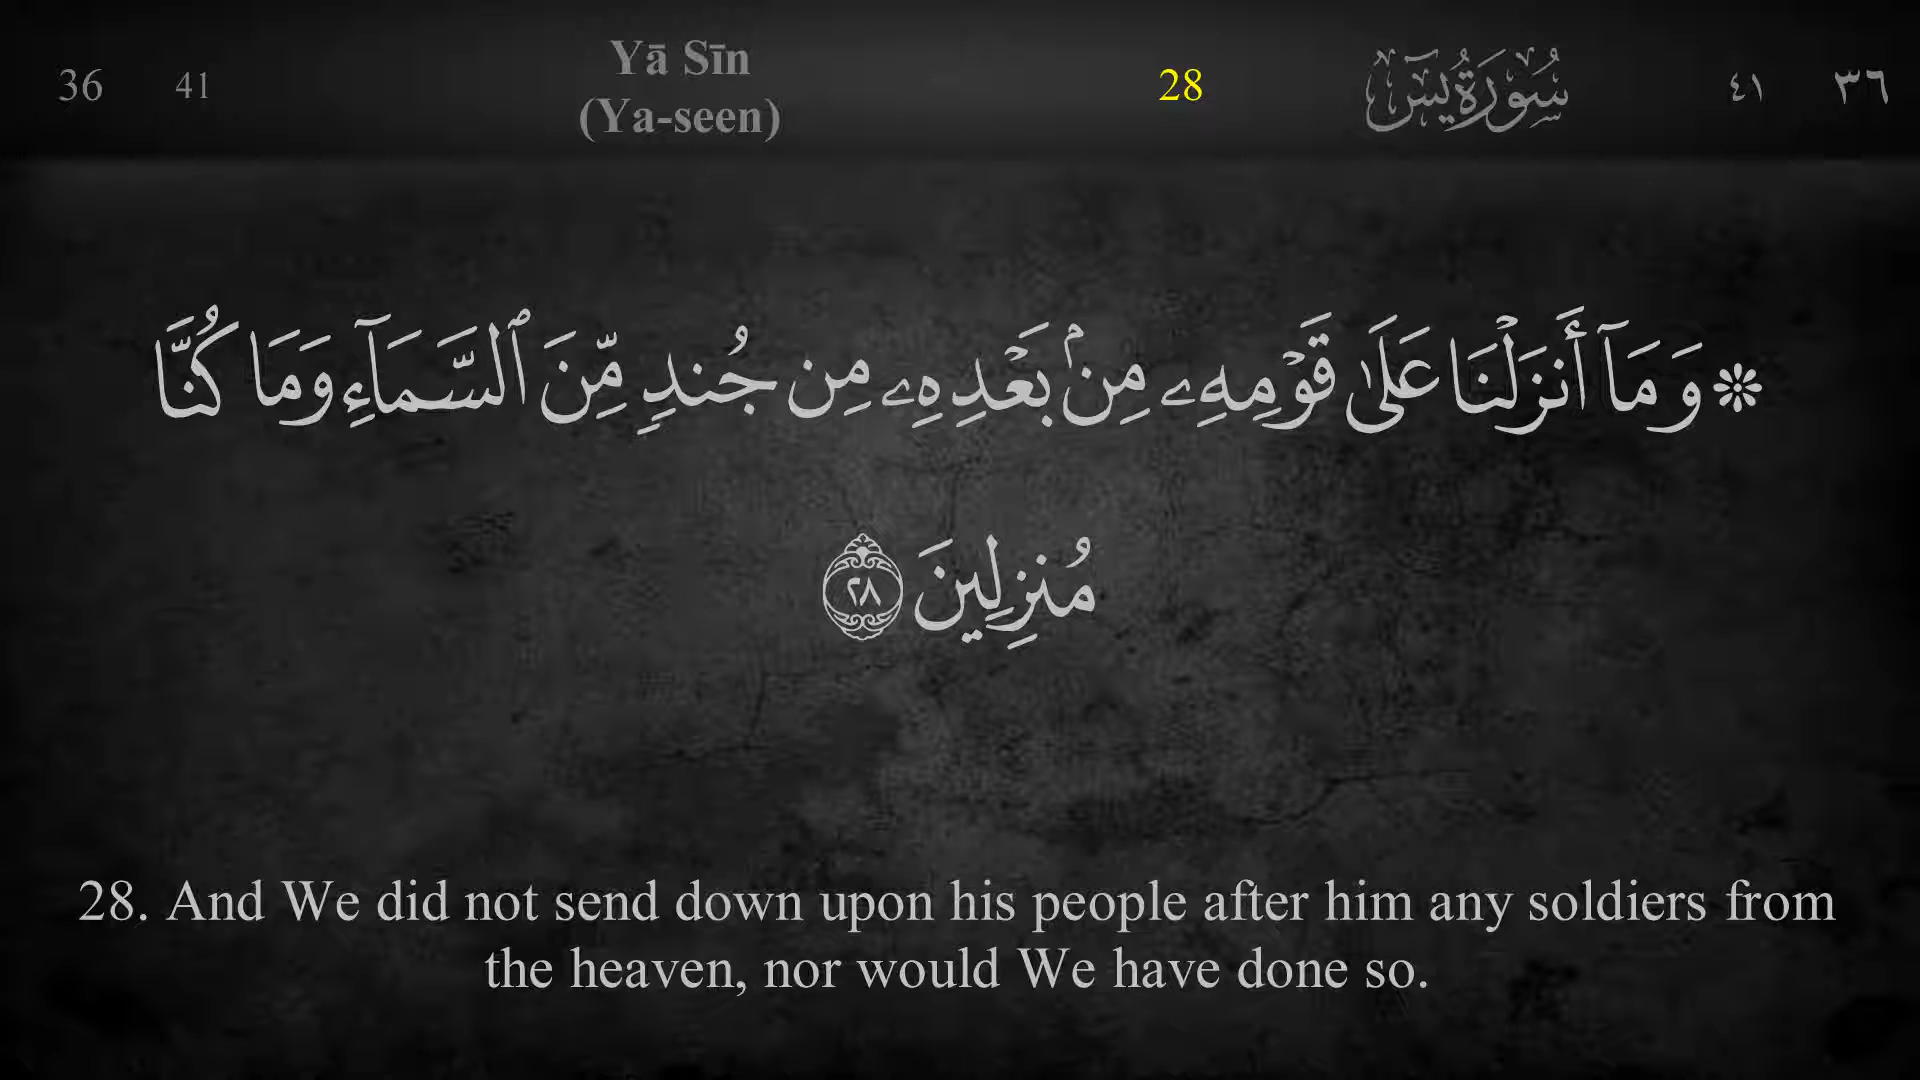 36 41 Yā Sīn 28 سُورَةُ يسٓ ٤١ ٣٦
(Ya-seen)
۞ وَمَآ أَنزَلْنَا عَلَىٰ قَوْمِهِۦ مِنۢ بَعْدِهِۦ مِن جُندٍ مِّنَ ٱلسَّمَآءِ وَمَا كُنَّا
مُنزِلِينَ ٢٨
28. And We did not send down upon his people after him any soldiers from
the heaven, nor would We have done so.